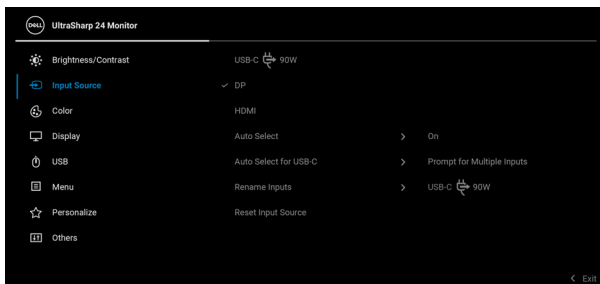 DELL UltraSharp 24 Monitor
Brightness/Contrast USB-C 90W
Input Source DP
Color HDMI
Display Auto Select On
USB Auto Select for USB-C Prompt for Multiple Inputs
Menu Rename Inputs USB-C 90W
Personalize Reset Input Source
Others
Exit